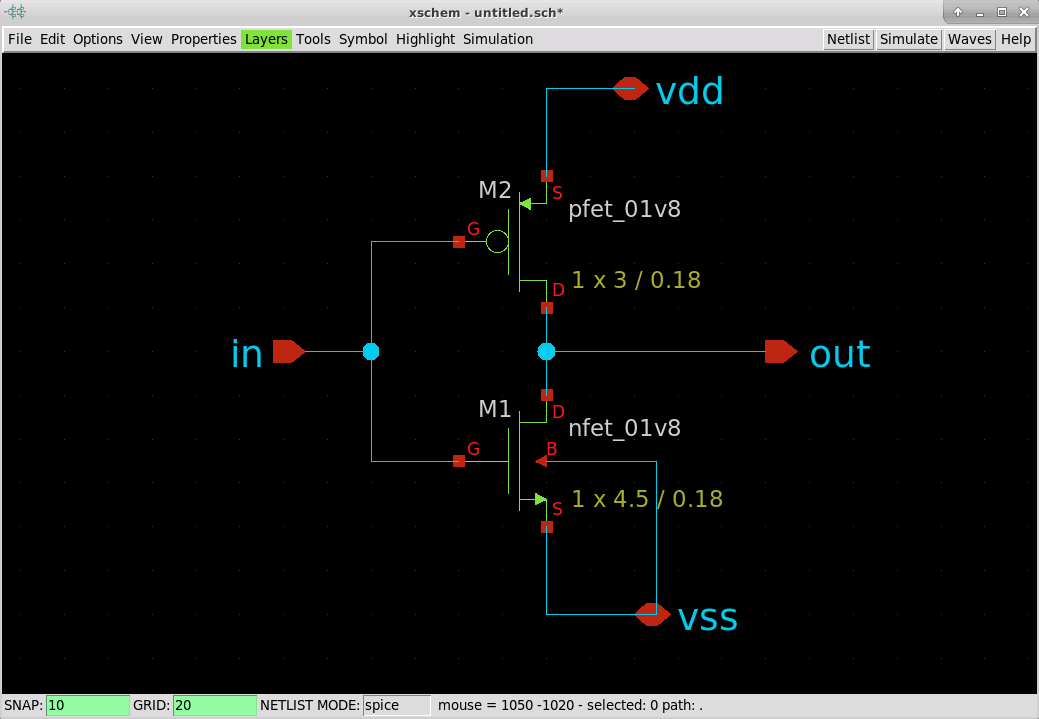 xschem - untitled.sch*
File Edit Options View Properties Layers Tools Symbol Highlight Simulation Netlist Simulate Waves Help
vdd
M2
S
pfet_01v8
G
1 x 3 / 0.18
D
in
out
M1
D
nfet_01v8
G
B
1 x 4.5 / 0.18
S
vss
SNAP: 10 GRID: 20 NETLIST MODE: spice mouse = 1050 -1020 - selected: 0 path: .